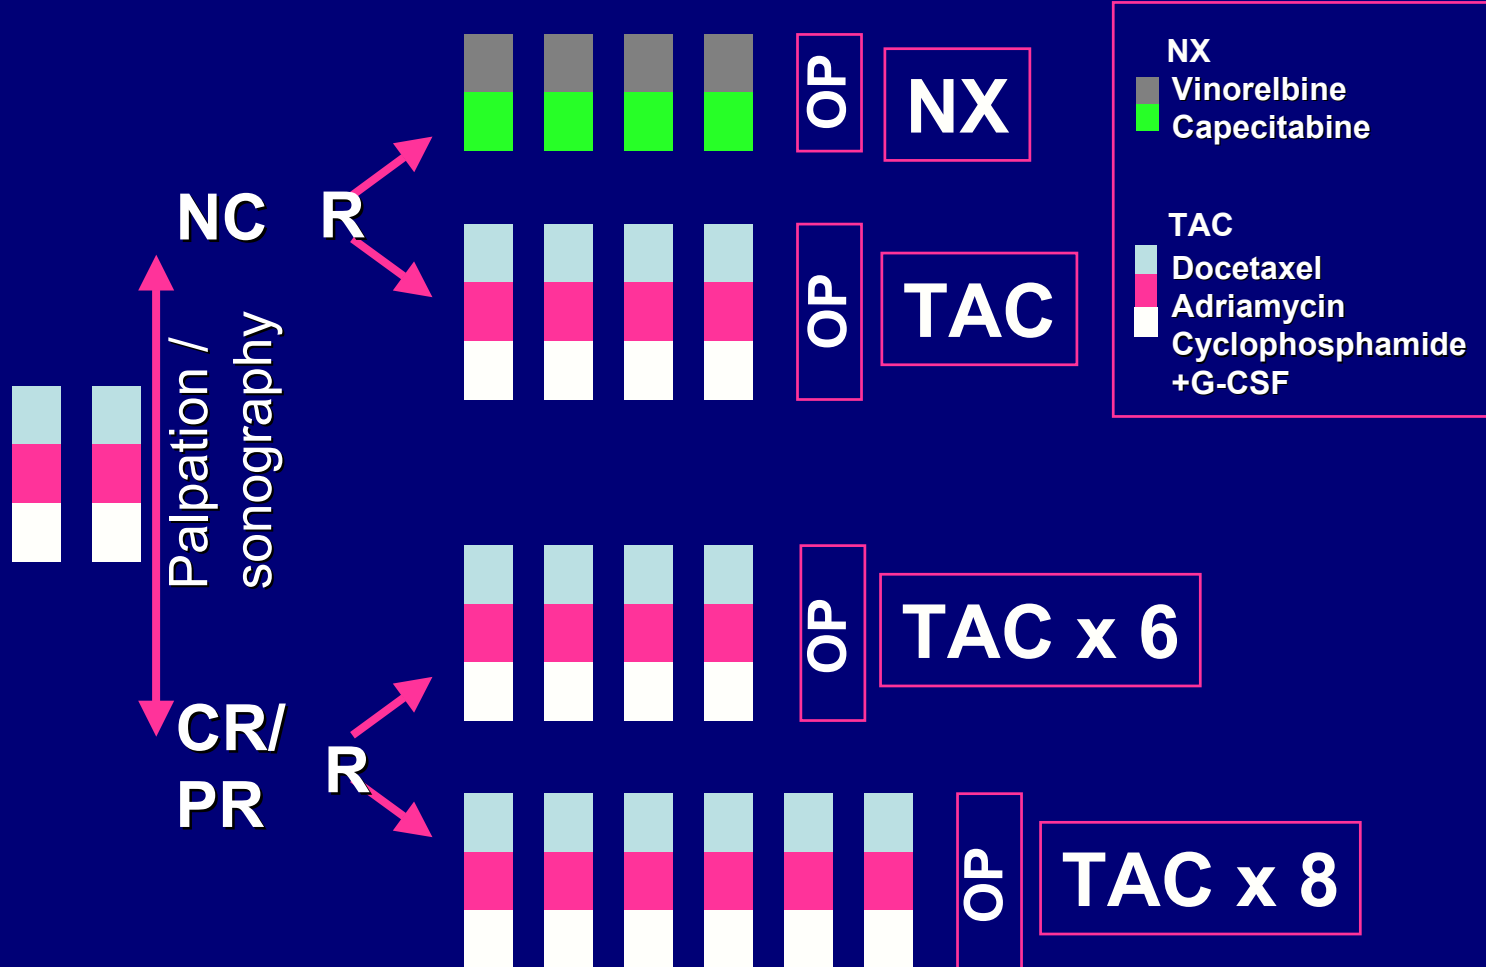 OP
NX
NC
R
OP
TAC
Palpation /
sonography
OP
TAC x 6
CR/
PR
R
OP
TAC x 8
NX
Vinorelbine
Capecitabine
TAC
Docetaxel
Adriamycin
Cyclophosphamide
+G-CSF